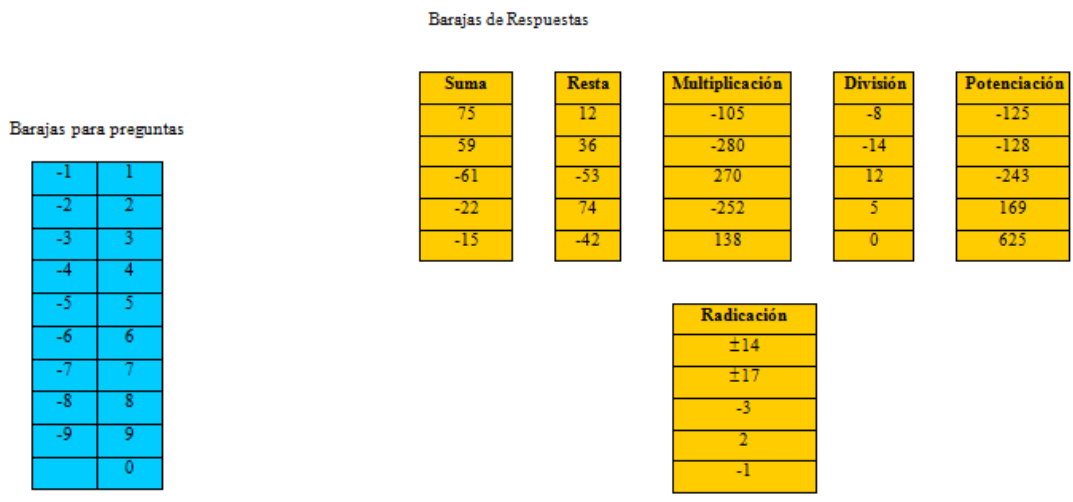 Barajas de Respuestas
Suma Resta Multiplicación División Potenciación
75 12 -105 -8 -125
59 36 -280 -14 -128
-61 -53 270 12 -243
-22 74 -252 5 169
-15 -42 138 0 625
Barajas para preguntas
-1 1
-2 2
-3 3
-4 4
-5 5
-6 6
-7 7
-8 8
-9 9
0
Radicación
±14
±17
-3
2
-1